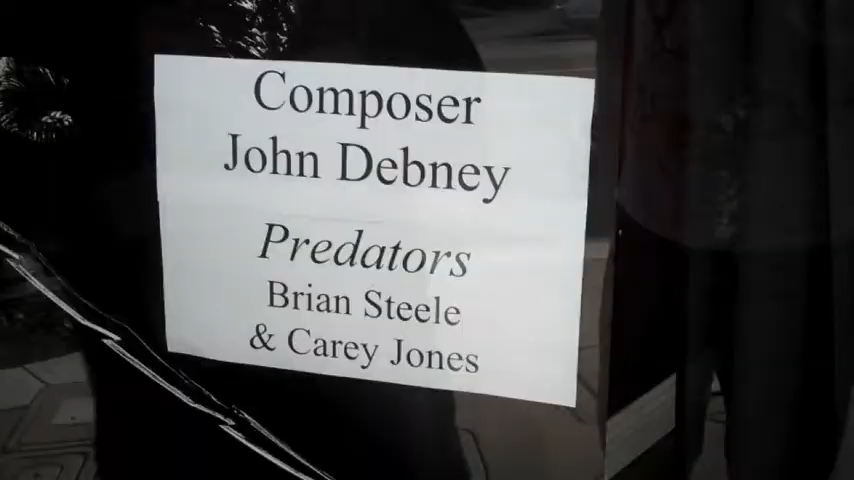 Composer
John Debney
Predators
Brian Steele
& Carey Jones